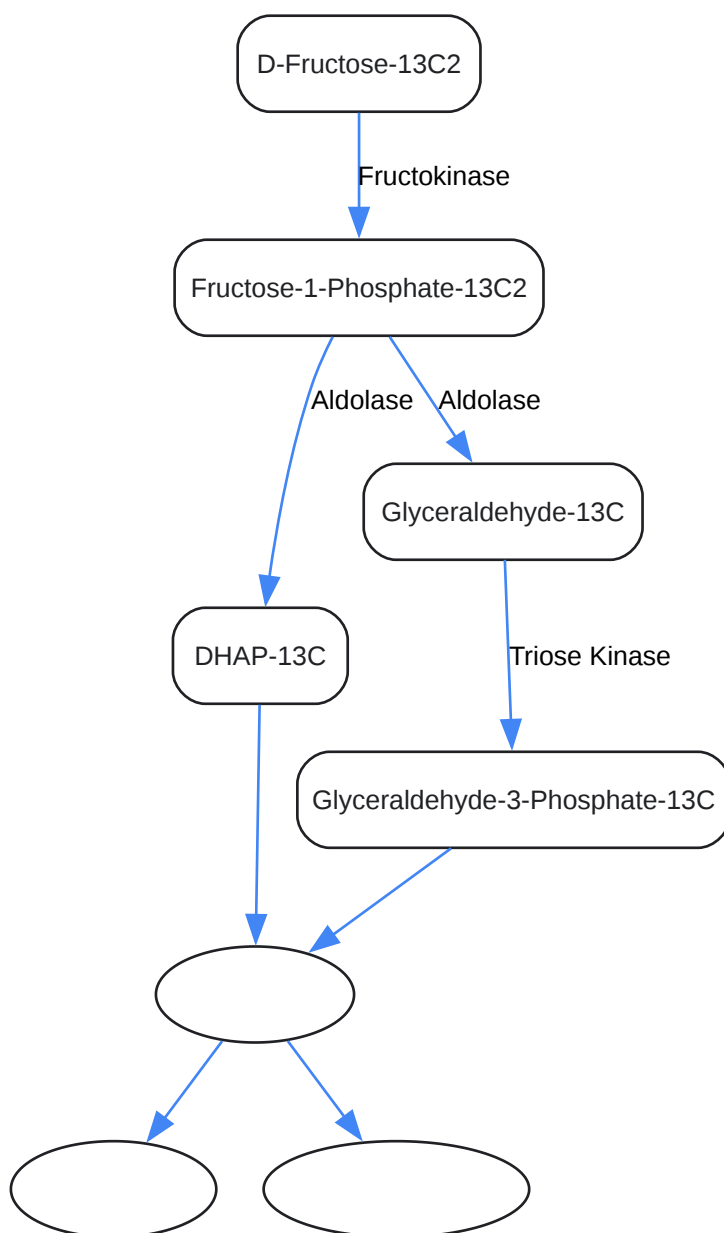 D-Fructose-13C2
Fructokinase
Fructose-1-Phosphate-13C2
Aldolase
Aldolase
Glyceraldehyde-13C
DHAP-13C
Triose Kinase
Glyceraldehyde-3-Phosphate-13C